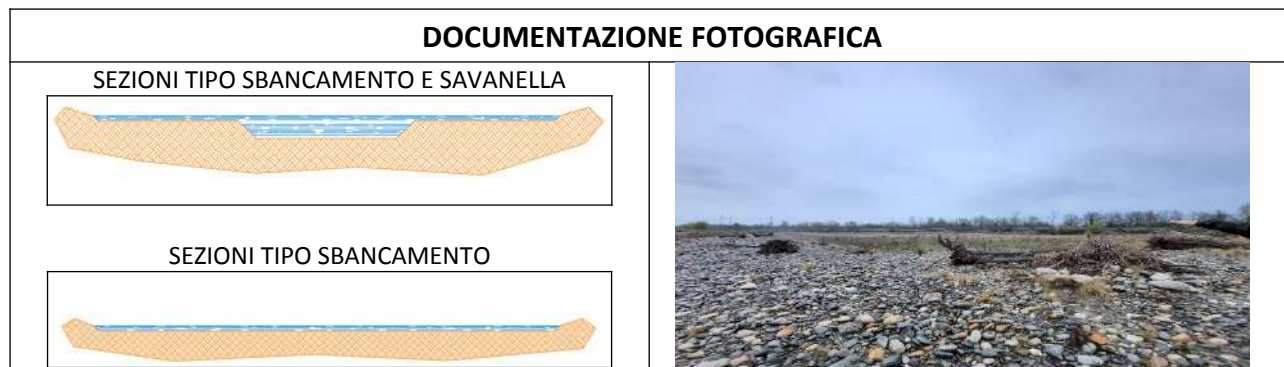 DOCUMENTAZIONE FOTOGRAFICA
SEZIONI TIPO SBANCAMENTO E SAVANELLA
SEZIONI TIPO SBANCAMENTO